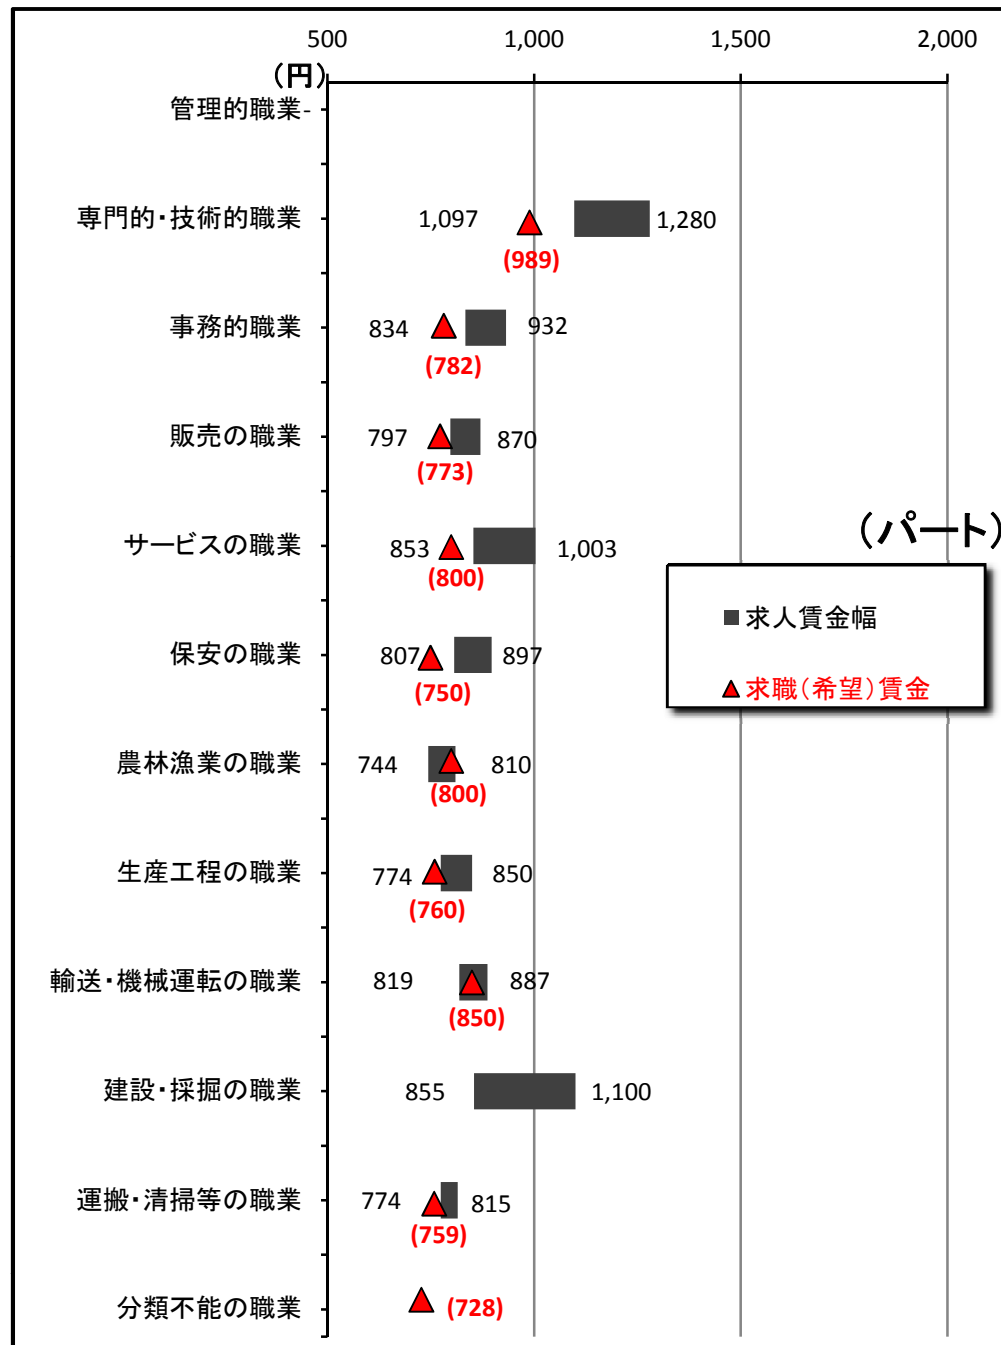 500 1,000 1,500 2,000
(円)
管理的職業-
専門的・技術的職業 1,097 1,280
(989)
事務的職業 834 932
(782)
販売の職業 797 870
(773)
(パート)
サービスの職業 853 1,003
(800)
■求人賃金幅
保安の職業 807 897
(750)
▲求職(希望)賃金
農林漁業の職業 744 810
(800)
生産工程の職業 774 850
(760)
輸送・機械運転の職業 819 887
(850)
建設・採掘の職業 855 1,100
運搬・清掃等の職業 774 815
(759)
分類不能の職業 (728)